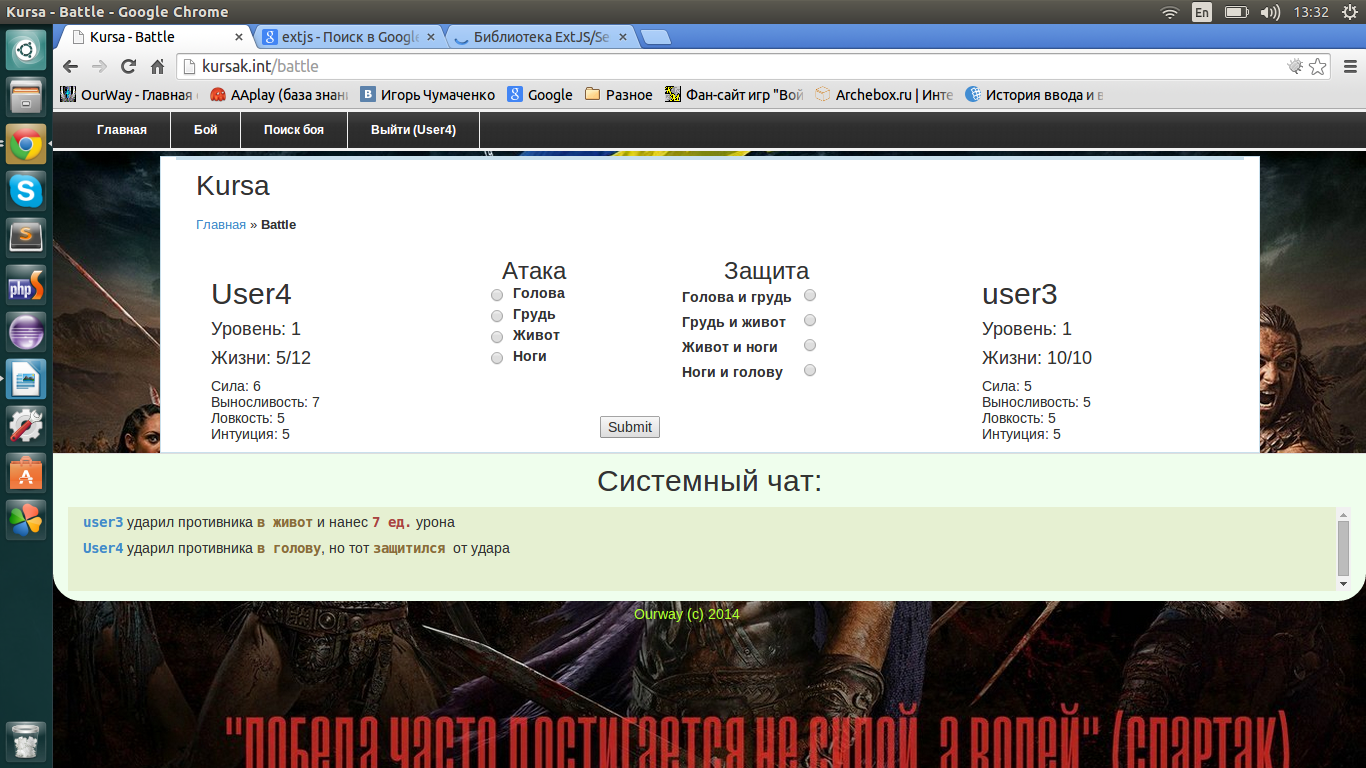 Kursa - Battle - Google Chrome
En
13:32
Kursa - Battle
extjs - Поиск в Google
Библиотека ExtJS/Se
kursak.int/battle
OurWay - Главная
AAplay (база знани
Игорь Чумаченко
Google
Разное
Фан-сайт игр "Вой
Archebox.ru | Инте
История ввода и в
Главная
Бой
Поиск боя
Выйти (User4)
Kursa
Главная » Battle
User4
Уровень: 1
Жизни: 5/12
Сила: 6
Выносливость: 7
Ловкость: 5
Интуиция: 5
Атака
Голова
Грудь
Живот
Ноги
Защита
Голова и грудь
Грудь и живот
Живот и ноги
Ноги и голову
Submit
user3
Уровень: 1
Жизни: 10/10
Сила: 5
Выносливость: 5
Ловкость: 5
Интуиция: 5
Системный чат:
user3 ударил противника в живот и нанес 7 ед. урона
User4 ударил противника в голову, но тот защитился от удара
Ourway (c) 2014
"победа часто достигается не силой, а волей" (спартак)